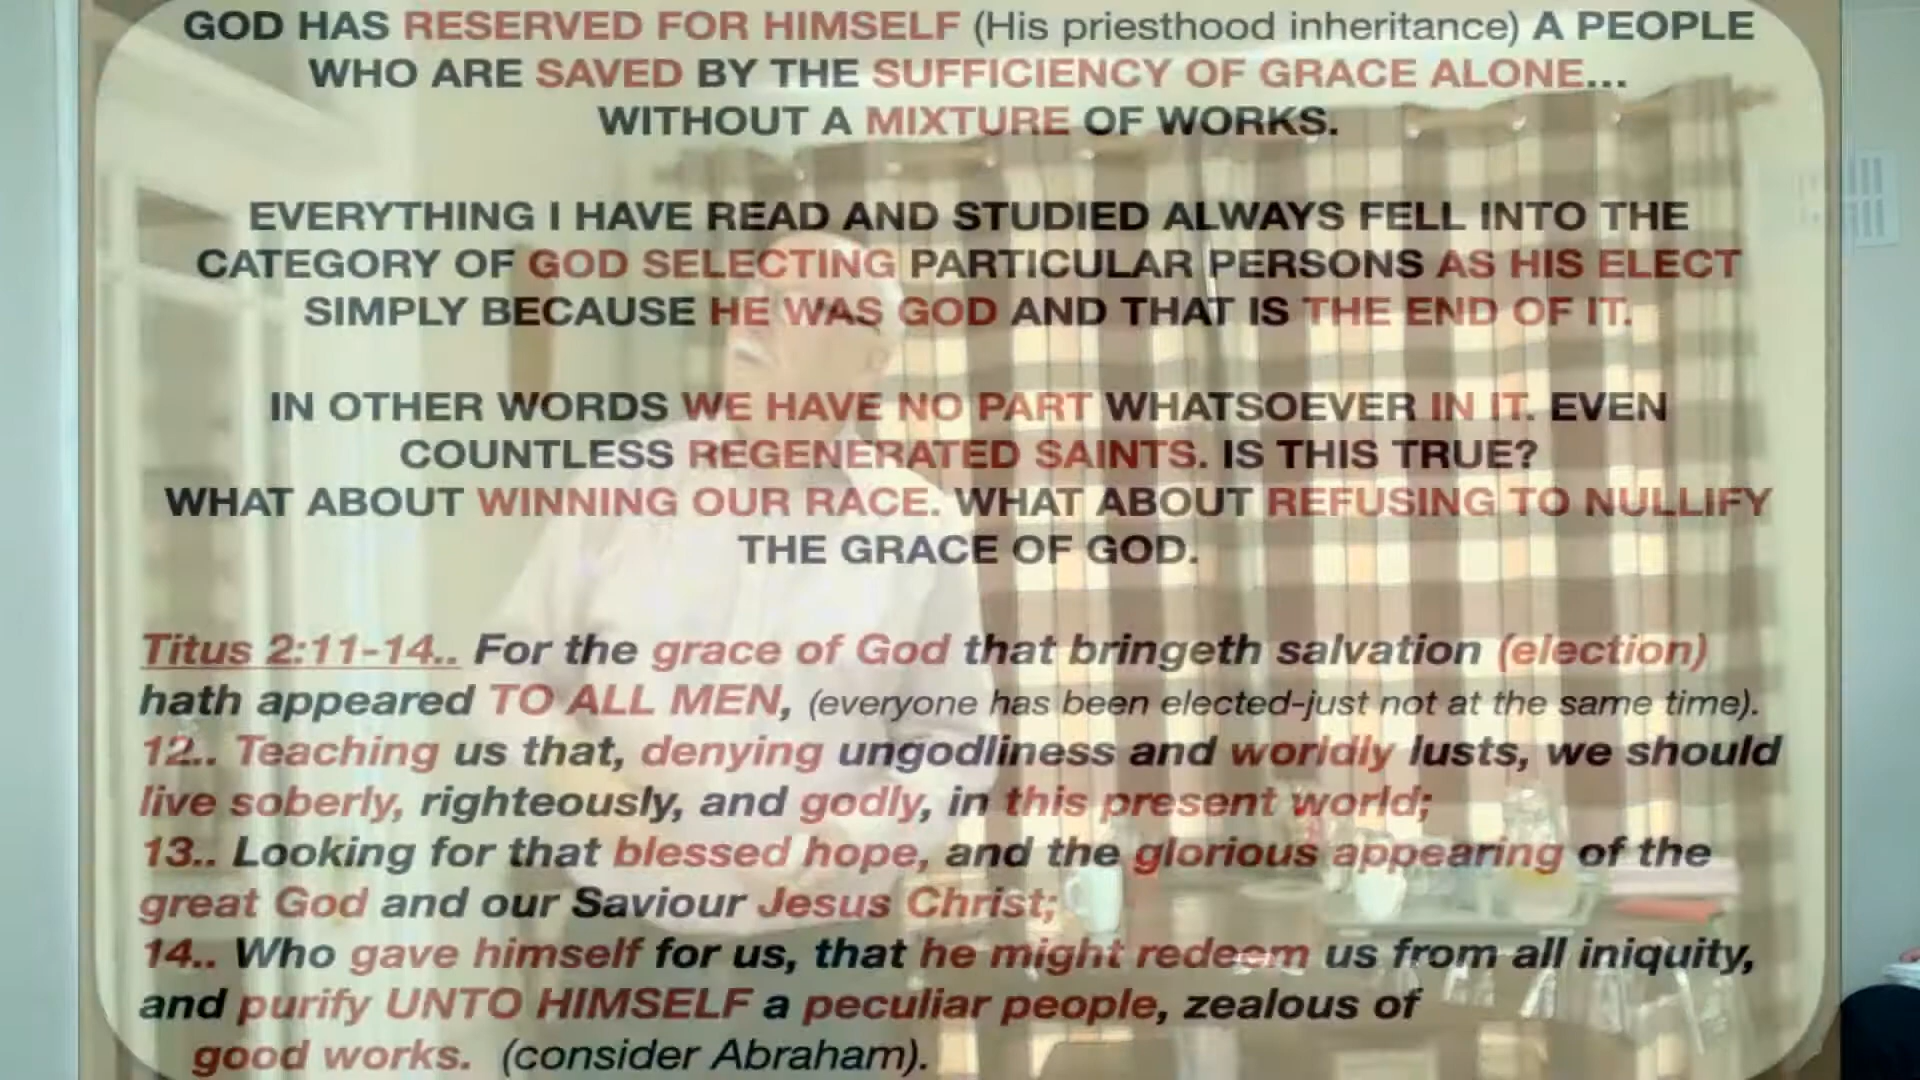 GOD HAS RESERVED FOR HIMSELF (His priesthood inheritance) A PEOPLE
WHO ARE SAVED BY THE SUFFICIENCY OF GRACE ALONE...
WITHOUT A MIXTURE OF WORKS.
EVERYTHING I HAVE READ AND STUDIED ALWAYS FELL INTO THE
CATEGORY OF GOD SELECTING PARTICULAR PERSONS AS HIS ELECT
SIMPLY BECAUSE HE WAS GOD AND THAT IS THE END OF IT.
IN OTHER WORDS WE HAVE NO PART WHATSOEVER IN IT. EVEN
COUNTLESS REGENERATED SAINTS. IS THIS TRUE?
WHAT ABOUT WINNING OUR RACE. WHAT ABOUT REFUSING TO NULLIFY
THE GRACE OF GOD.
Titus 2:11-14.. For the grace of God that bringeth salvation (election)
hath appeared TO ALL MEN, (everyone has been elected-just not at the same time).
12.. Teaching us that, denying ungodliness and worldly lusts, we should
live soberly, righteously, and godly, in this present world;
13.. Looking for that blessed hope, and the glorious appearing of the
great God and our Saviour Jesus Christ;
14.. Who gave himself for us, that he might redeem us from all iniquity,
and purify UNTO HIMSELF a peculiar people, zealous of
good works. (consider Abraham).